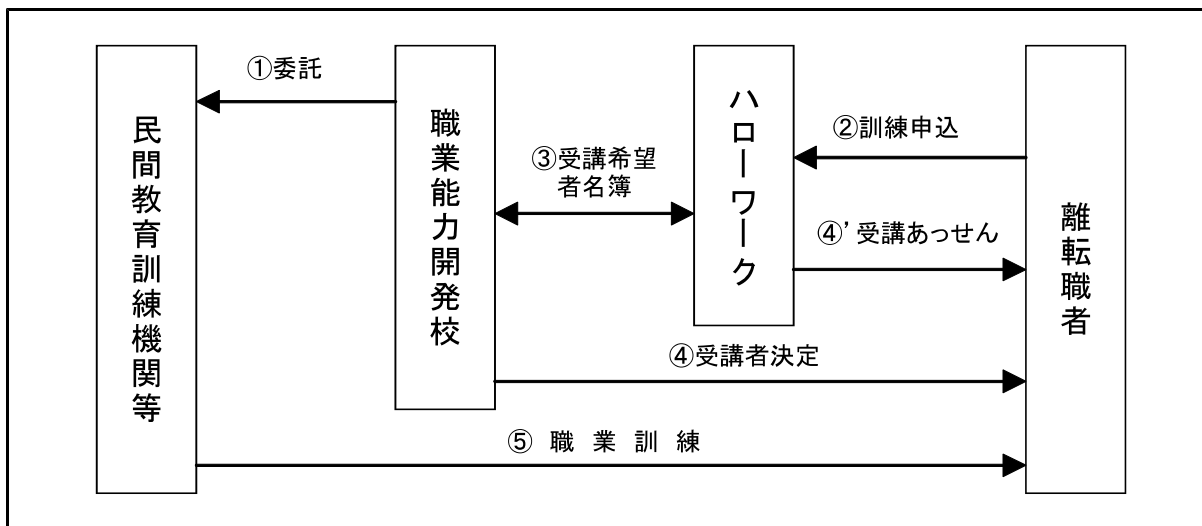 ①委託
民間教育訓練機関等
職業能力開発校
ハローワーク
②訓練申込
③受講希望
者名簿
④’受講あっせん
離転職者
④受講者決定
⑤ 職 業 訓 練